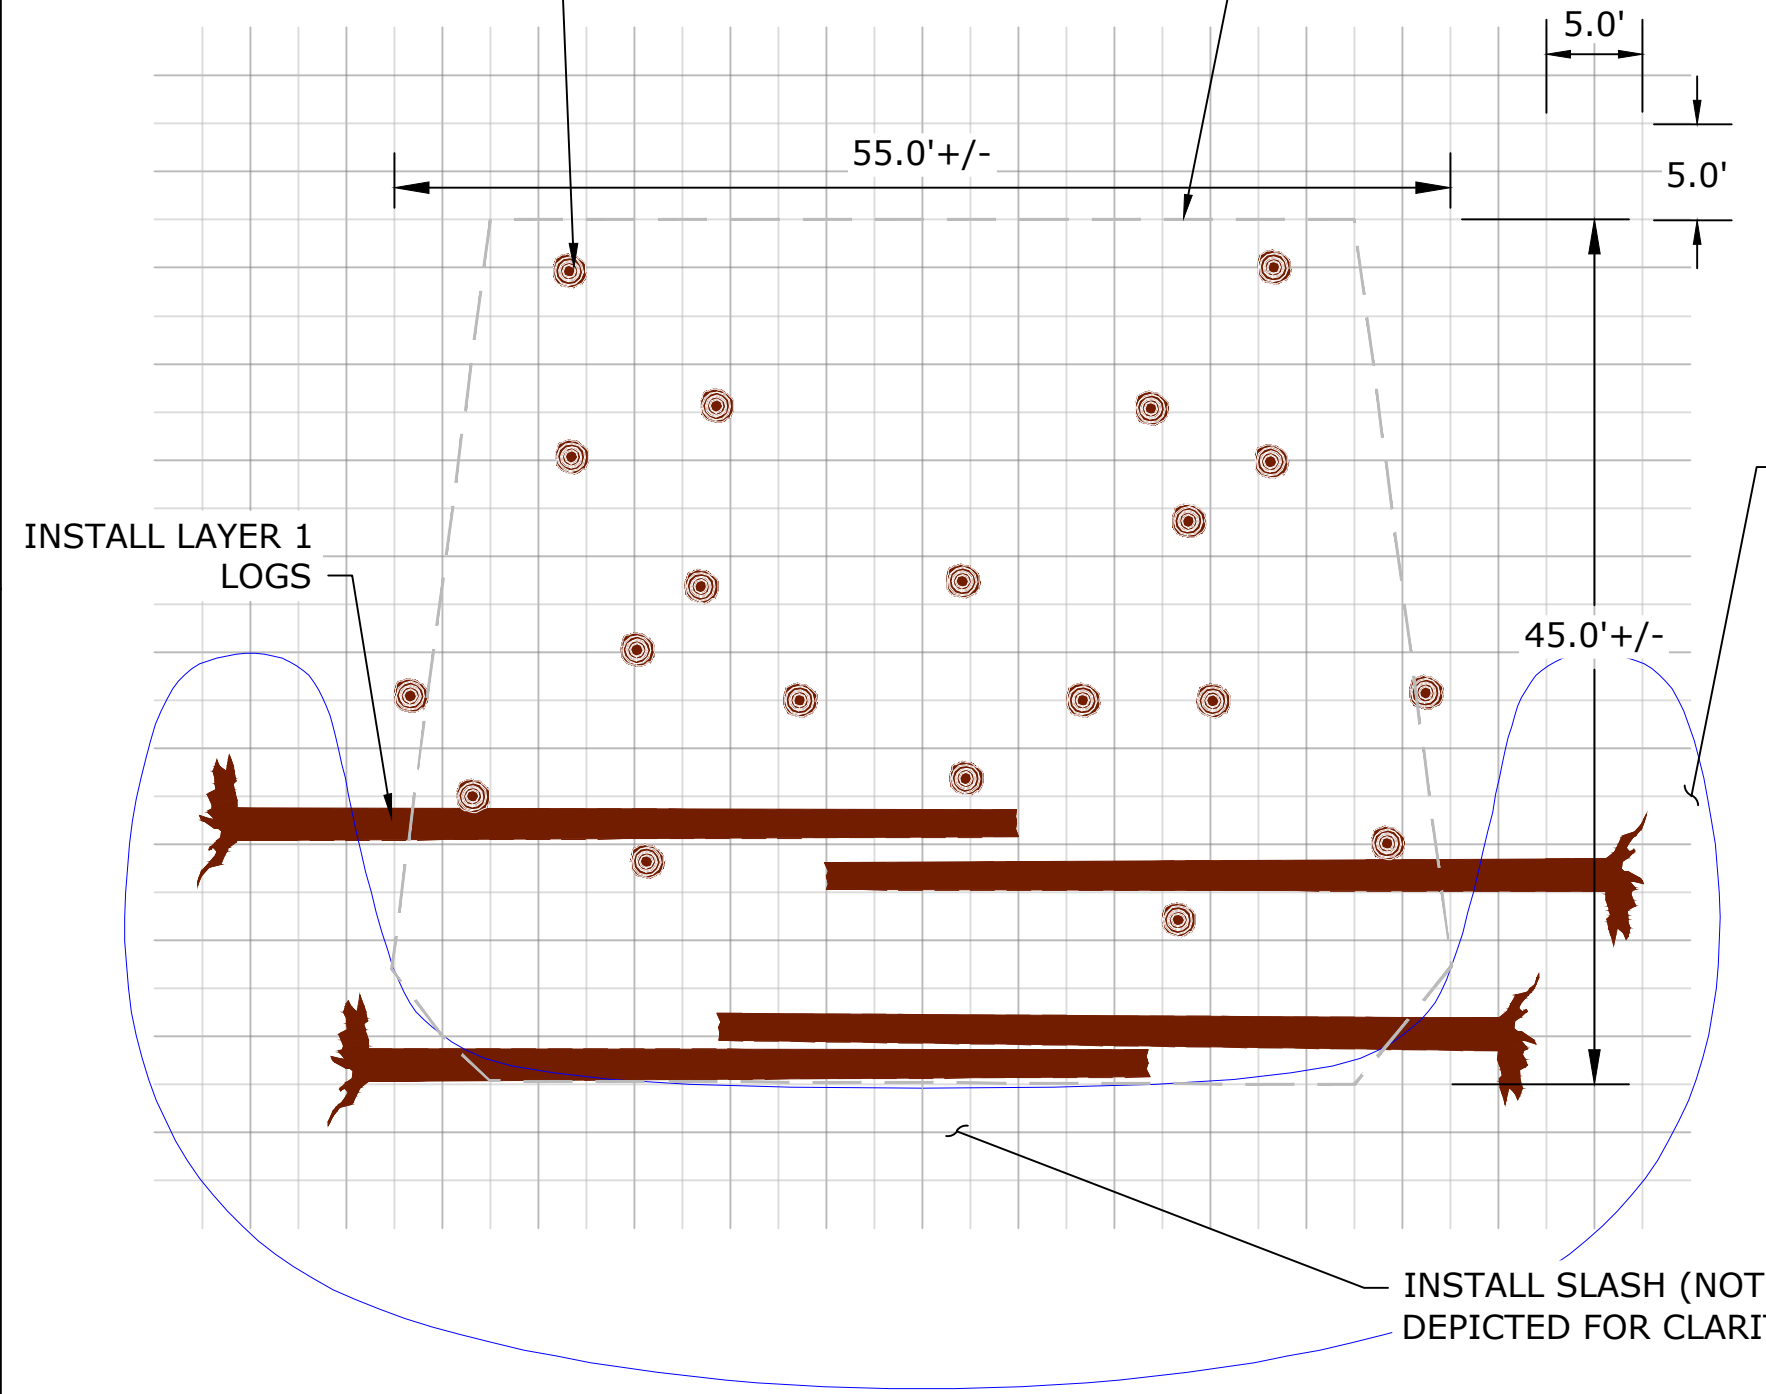 5.0'
55.0'+/-
5.0'
INSTALL LAYER 1
LOGS
45.0'+/-
INSTALL SLASH (NOT
DEPICTED FOR CLARI